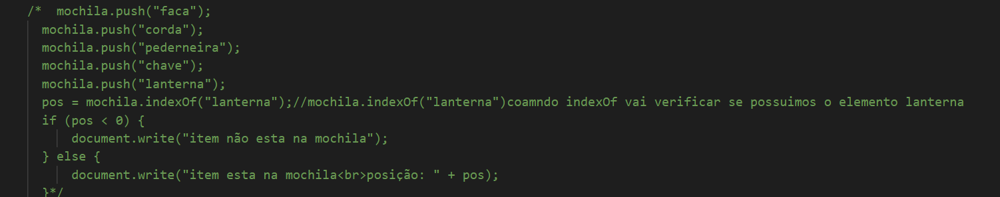 /*  mochila.push("faca");
mochila.push("corda");
mochila.push("pederneira");
mochila.push("chave");
mochila.push("lanterna");
pos = mochila.indexOf("lanterna");//mochila.indexOf("lanterna")coamndo indexOf vai verificar se possuimos o elemento lanterna
if (pos < 0) {
document.write("item não esta na mochila");
} else {
document.write("item esta na mochila<br>posição: " + pos);
}*/